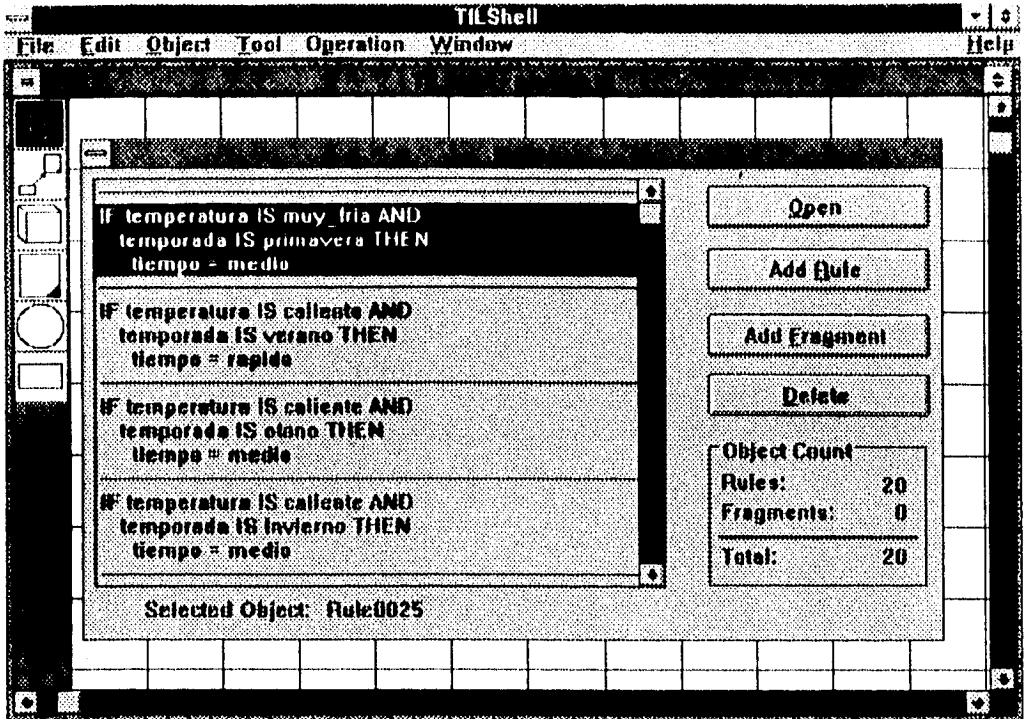 TILShell
File Edit Object Tool Operation Window Help
IF temperatura IS muy_fria AND
temporada IS primavera THEN
tiempo = medio
IF temperatura IS caliente AND
temporada IS verano THEN
tiempo = rapido
IF temperatura IS caliente AND
temporada IS otono THEN
tiempo = medio
IF temperatura IS caliente AND
temporada IS Invierno THEN
tiempo = medio
Selected Object: Rule0025
Open
Add Rule
Add Fragment
Delete
Object Count
Rules: 20
Fragments: 0
Total: 20